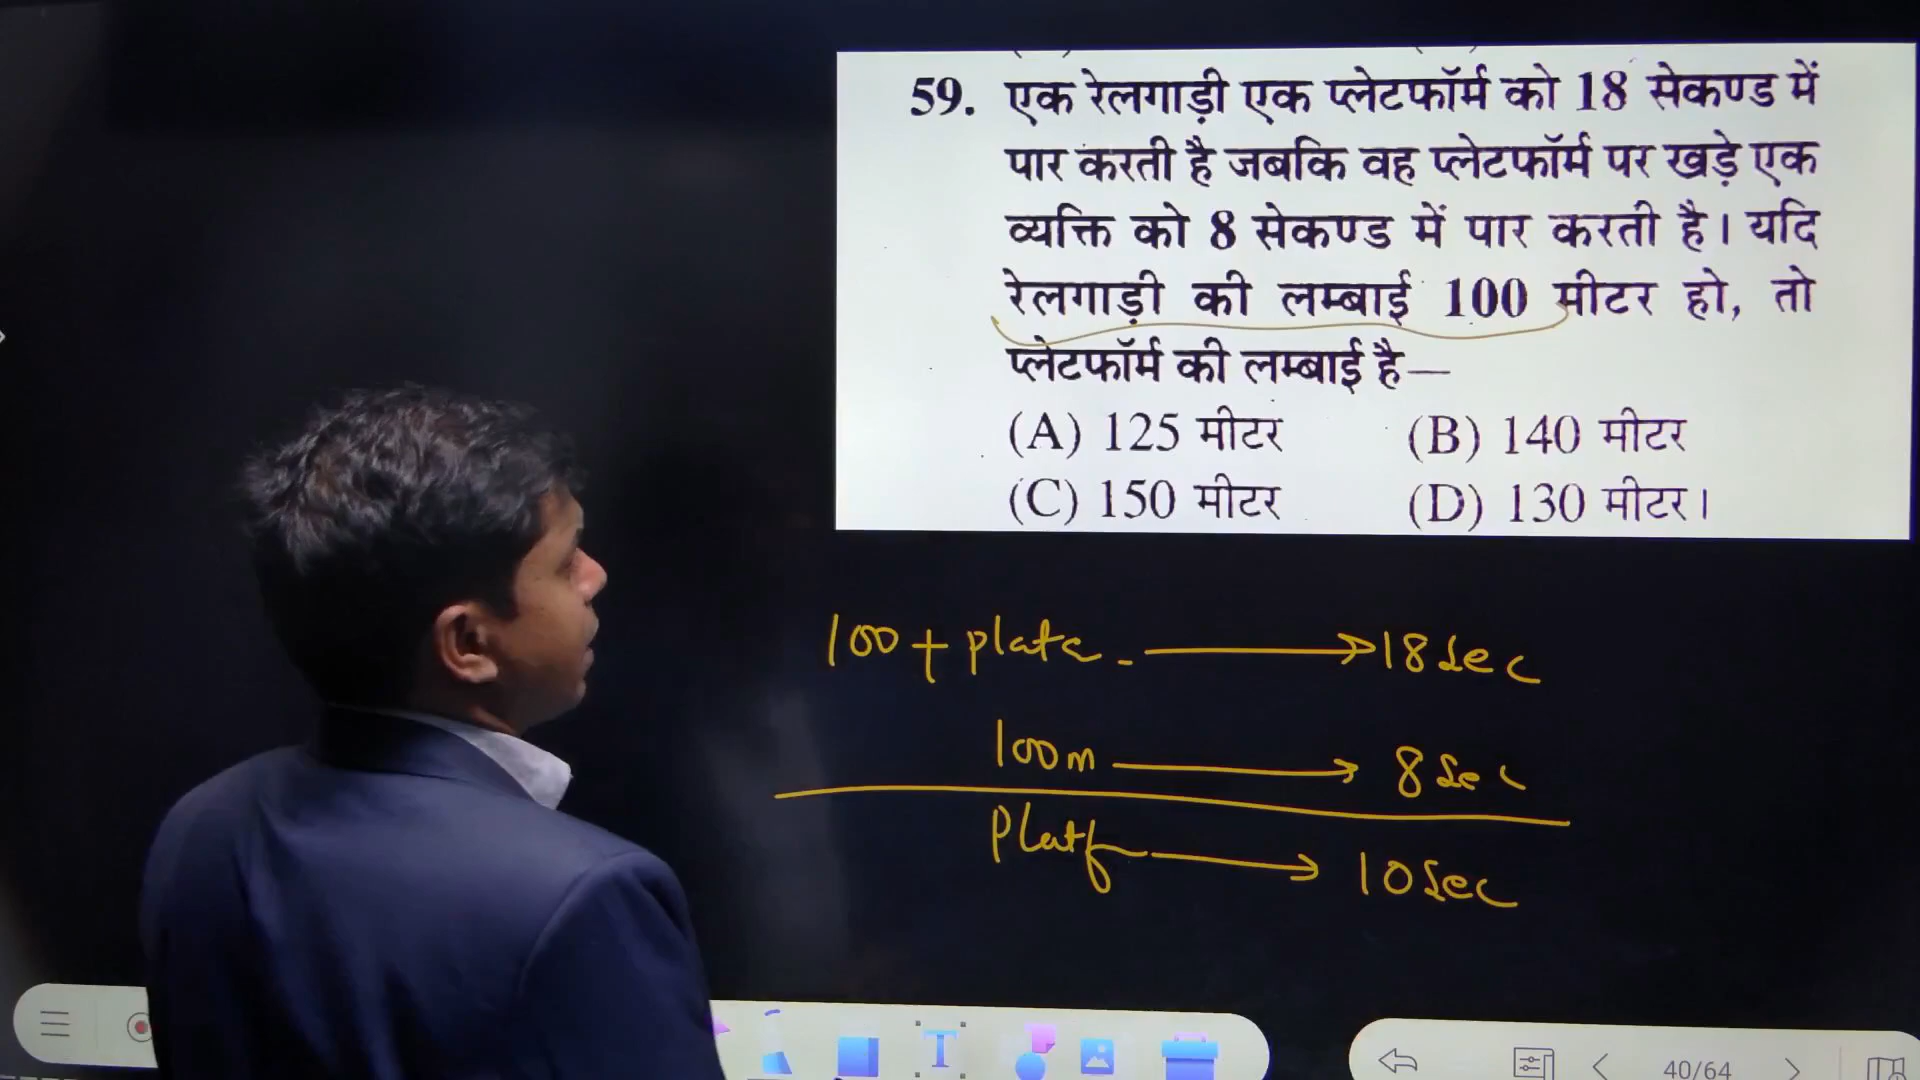 59. एक रेलगाड़ी एक प्लेटफॉर्म को 18 सेकण्ड में
पार करती है जबकि वह प्लेटफॉर्म पर खड़े एक
व्यक्ति को 8 सेकण्ड में पार करती है। यदि
रेलगाड़ी की लम्बाई 100 मीटर हो, तो
प्लेटफॉर्म की लम्बाई है—
(A) 125 मीटर (B) 140 मीटर
(C) 150 मीटर (D) 130 मीटर।
100 + plate. → 18 sec
100m → 8 sec
Platf → 10 sec
T
40/64